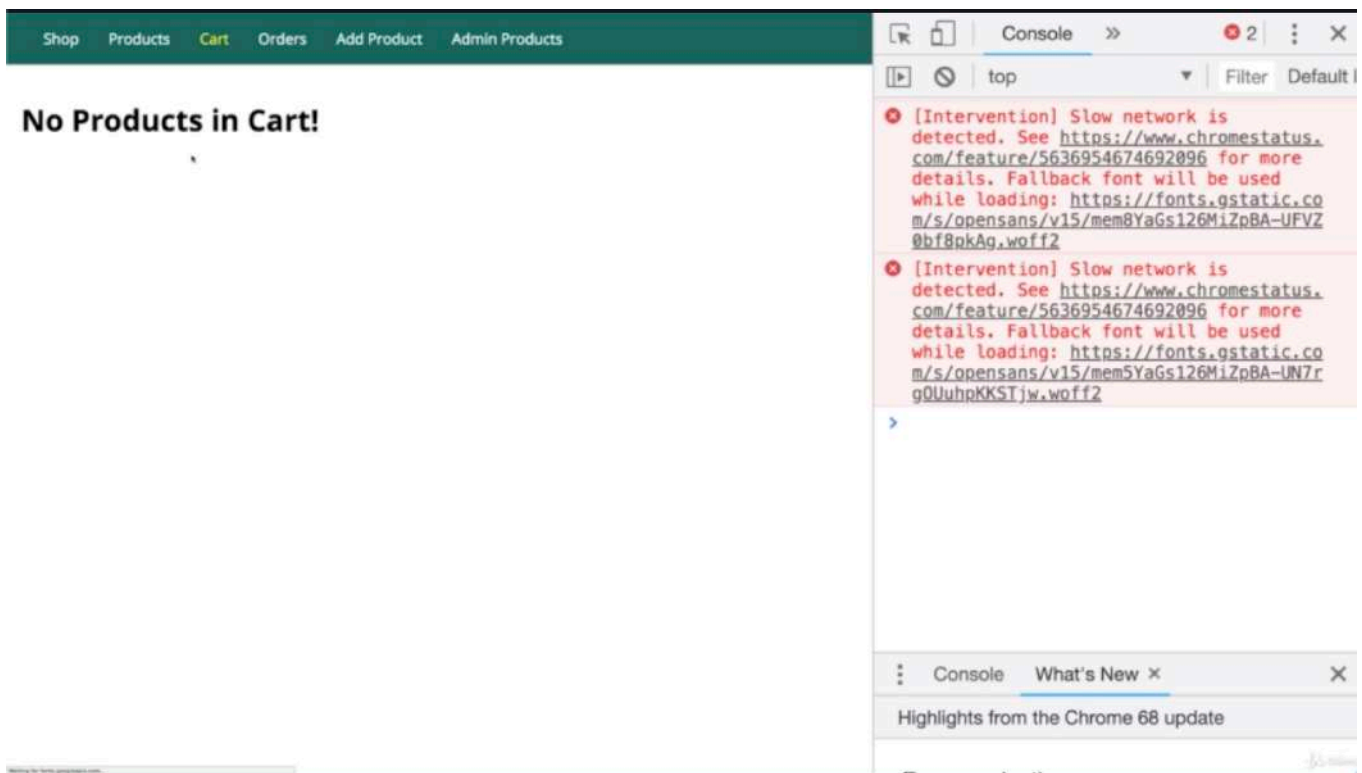 Shop Products Cart Orders Add Product Admin Products
No Products in Cart!
Console » 2
top Filter Default
[Intervention] Slow network is
detected. See https://www.chromestatus.
com/feature/5636954674692096 for more
details. Fallback font will be used
while loading: https://fonts.gstatic.co
m/s/opensans/v15/mem8YaGs126MiZpBA-UFVZ
0bf8pkAg.woff2
[Intervention] Slow network is
detected. See https://www.chromestatus.
com/feature/5636954674692096 for more
details. Fallback font will be used
while loading: https://fonts.gstatic.co
m/s/opensans/v15/mem5YaGs126MiZpBA-UN7r
gOUuhpKKSTjw.woff2
Console What's New ×
Highlights from the Chrome 68 update